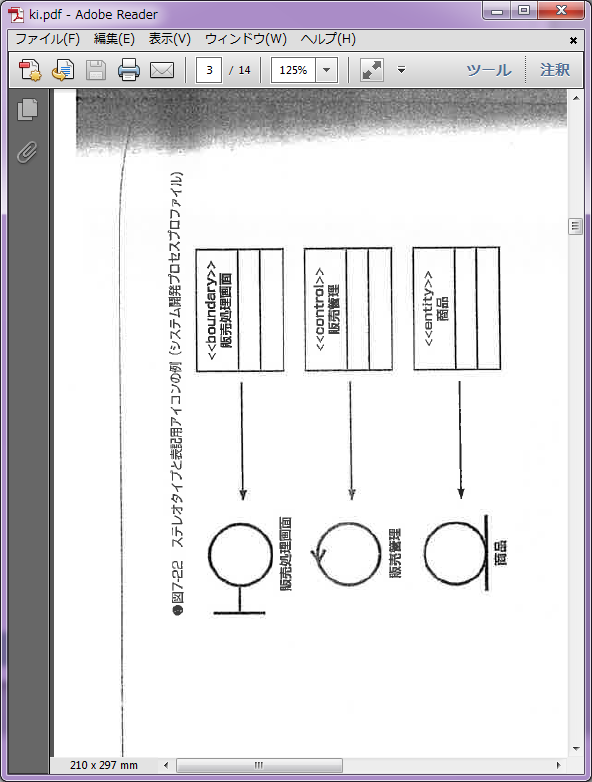 ki.pdf - Adobe Reader
ファイル(F) 編集(E) 表示(V) ウィンドウ(W) ヘルプ(H)
3 / 14 125% ツール 注釈
●図7-22 ステレオタイプと表記用アイコンの例（システム開発プロセスプロファイル）
<<boundary>>
販売処理画面
販売処理画面
<<control>>
販売管理
販売管理
<<entity>>
商品
商品
210 x 297 mm